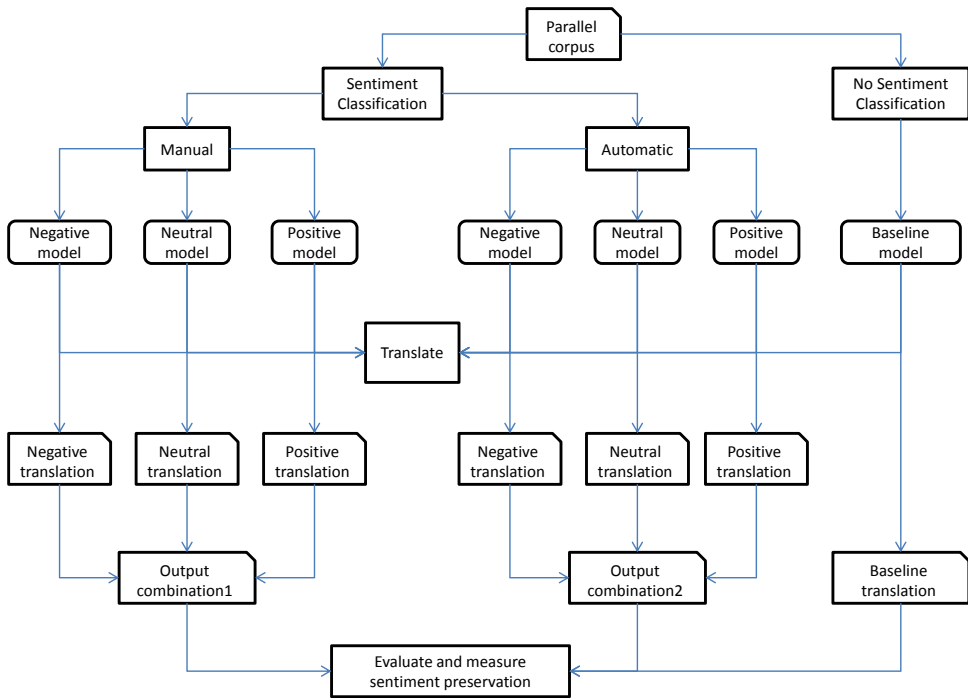 Parallel
corpus
Sentiment
Classification
No Sentiment
Classification
Manual
Automatic
Negative
model
Neutral
model
Positive
model
Negative
model
Neutral
model
Positive
model
Baseline
model
Translate
Negative
translation
Neutral
translation
Positive
translation
Negative
translation
Neutral
translation
Positive
translation
Output
combination1
Output
combination2
Baseline
translation
Evaluate and measure
sentiment preservation